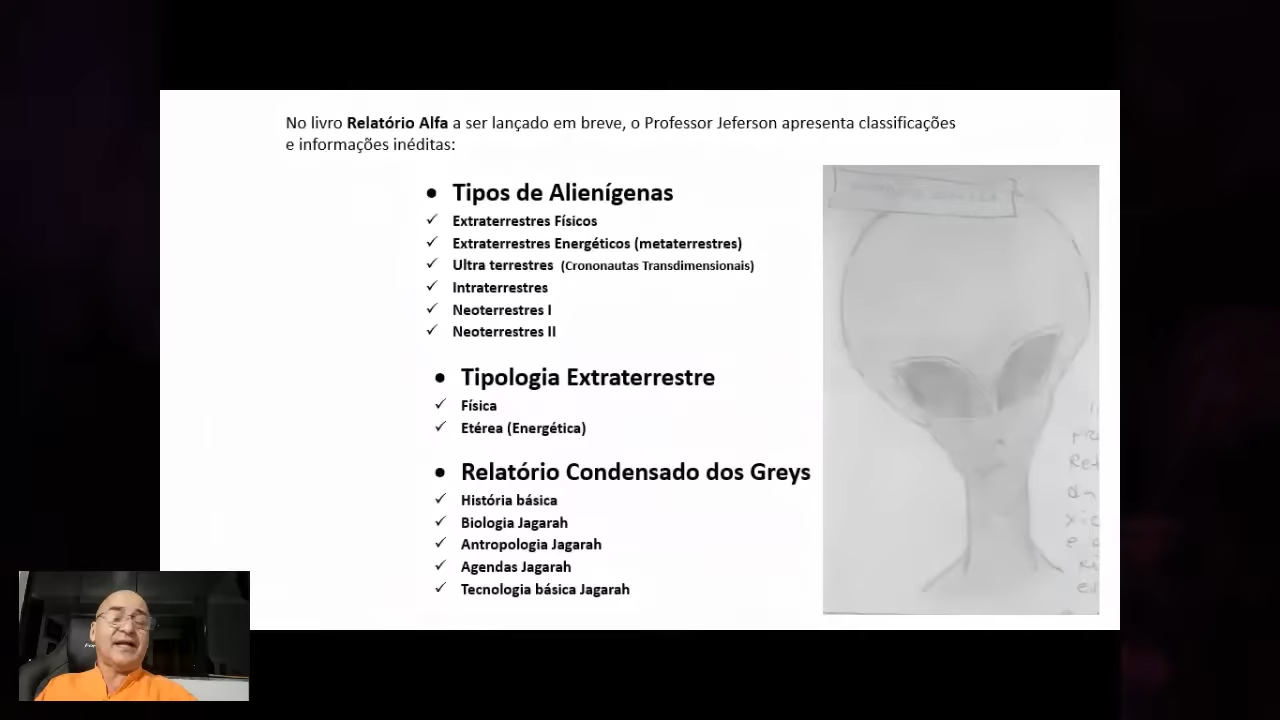 No livro Relatório Alfa a ser lançado em breve, o Professor Jeferson apresenta classificações
e informações inéditas:
● Tipos de Alienígenas
✓ Extraterrestres Físicos
✓ Extraterrestres Energéticos (metaterrestres)
✓ Ultra terrestres (Crononautas Transdimensionais)
✓ Intraterrestres
✓ Neoterrestres I
✓ Neoterrestres II
● Tipologia Extraterrestre
✓ Física
✓ Etérea (Energética)
● Relatório Condensado dos Greys
✓ História básica
✓ Biologia Jagarah
✓ Antropologia Jagarah
✓ Agendas Jagarah
✓ Tecnologia básica Jagarah